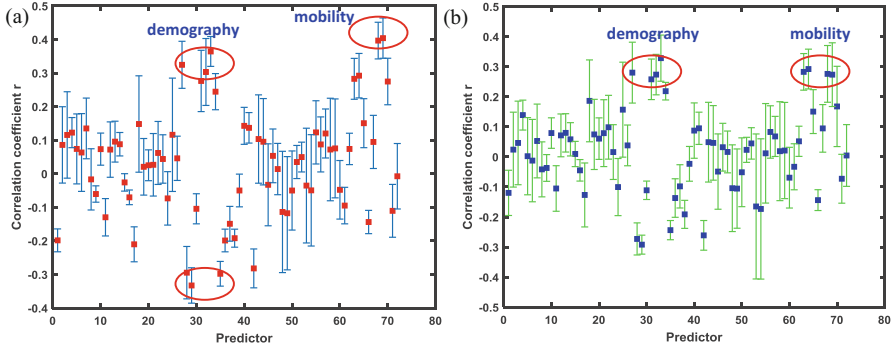 (a)
demography
mobility
0.5
0.4
0.3
0.2
0.1
0
-0.1
-0.2
-0.3
-0.4
Correlation coefficient r
0 10 20 30 40 50 60 70 80
Predictor
(b)
demography
mobility
0.5
0.4
0.3
0.2
0.1
0
-0.1
0.2
0.3
0.4
-0.5
Correlation coefficient r
0 10 20 30 40 50 60 70 80
Predictor